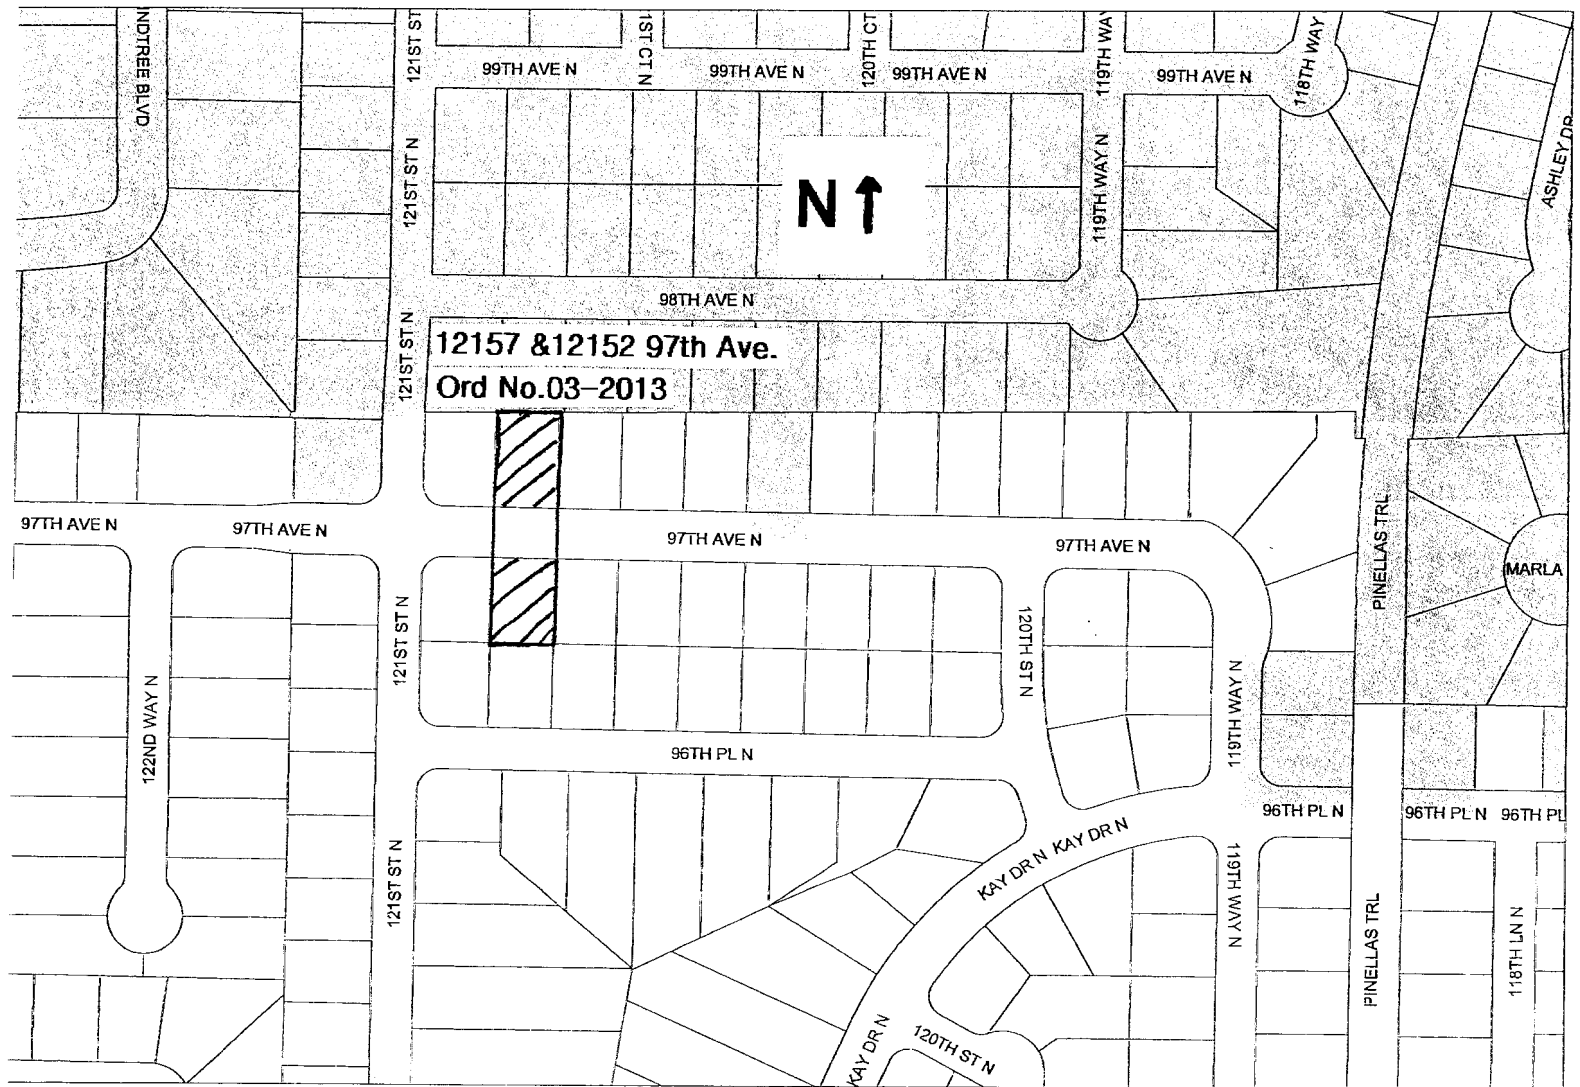 NDTREE BLVD
121ST ST
1ST CT N
120TH CT
119TH WAY
118TH WAY
99TH AVE N
99TH AVE N
99TH AVE N
99TH AVE N
ASHLEY DR
121ST ST N
N ↑
119TH WAY N
98TH AVE N
121ST ST N
12157 &12152 97th Ave.
Ord No.03-2013
97TH AVE N
97TH AVE N
97TH AVE N
97TH AVE N
PINELLAS TRL
MARLA
121ST ST N
120TH ST N
122ND WAY N
119TH WAY N
96TH PL N
96TH PL N
96TH PL N
96TH PL
KAY DR N
KAY DR N
121ST ST N
119TH WAY N
PINELLAS TRL
118TH LN N
KAY DR N
120TH ST N